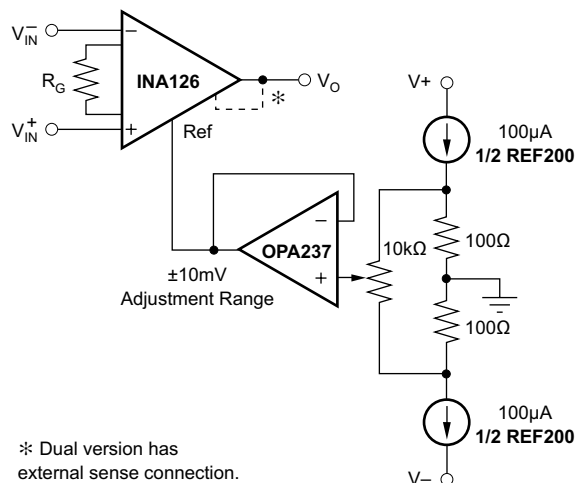 V−IN
−
RG
INA126
VO
*
V+IN
+
Ref
V+
100µA
1/2 REF200
−
OPA237
+
10kΩ
100Ω
100Ω
±10mV
Adjustment Range
100µA
1/2 REF200
V−
* Dual version has
external sense connection.